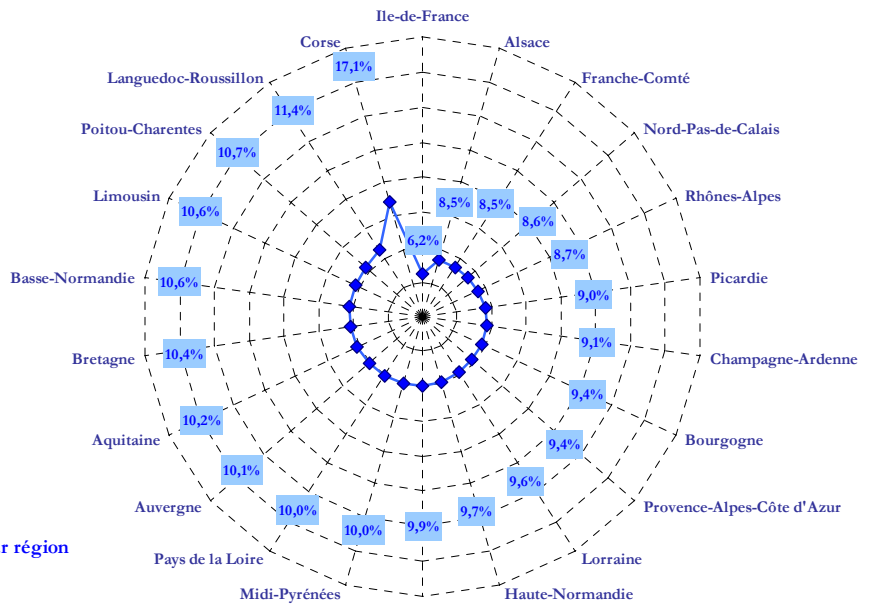 Ile-de-France
Corse
Alsace
17,1%
Languedoc-Roussillon
Franche-Comté
11,4%
Poitou-Charentes
Nord-Pas-de-Calais
10,7%
Limousin
Rhônes-Alpes
8,5%
8,5%
10,6%
8,6%
6,2%
8,7%
Basse-Normandie
Picardie
10,6%
9,0%
9,1%
Bretagne
10,4%
Champagne-Ardenne
9,4%
10,2%
Aquitaine
Bourgogne
9,4%
10,1%
9,6%
Auvergne
Provence-Alpes-Côte d'Azur
10,0%
9,7%
9,9%
10,0%
r région
Pays de la Loire
Lorraine
Midi-Pyrénées
Haute-Normandie